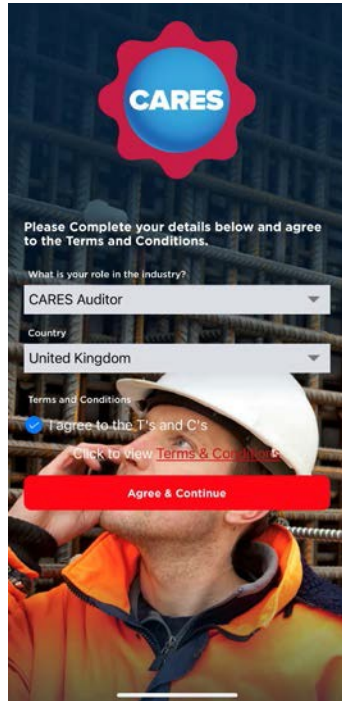 CARES
Please Complete your details below and agree
to the Terms and Conditions.
What is your role in the industry?
CARES Auditor
Country
United Kingdom
Terms and Conditions
I agree to the T's and C's
Click to view Terms & Conditions.
Agree & Continue